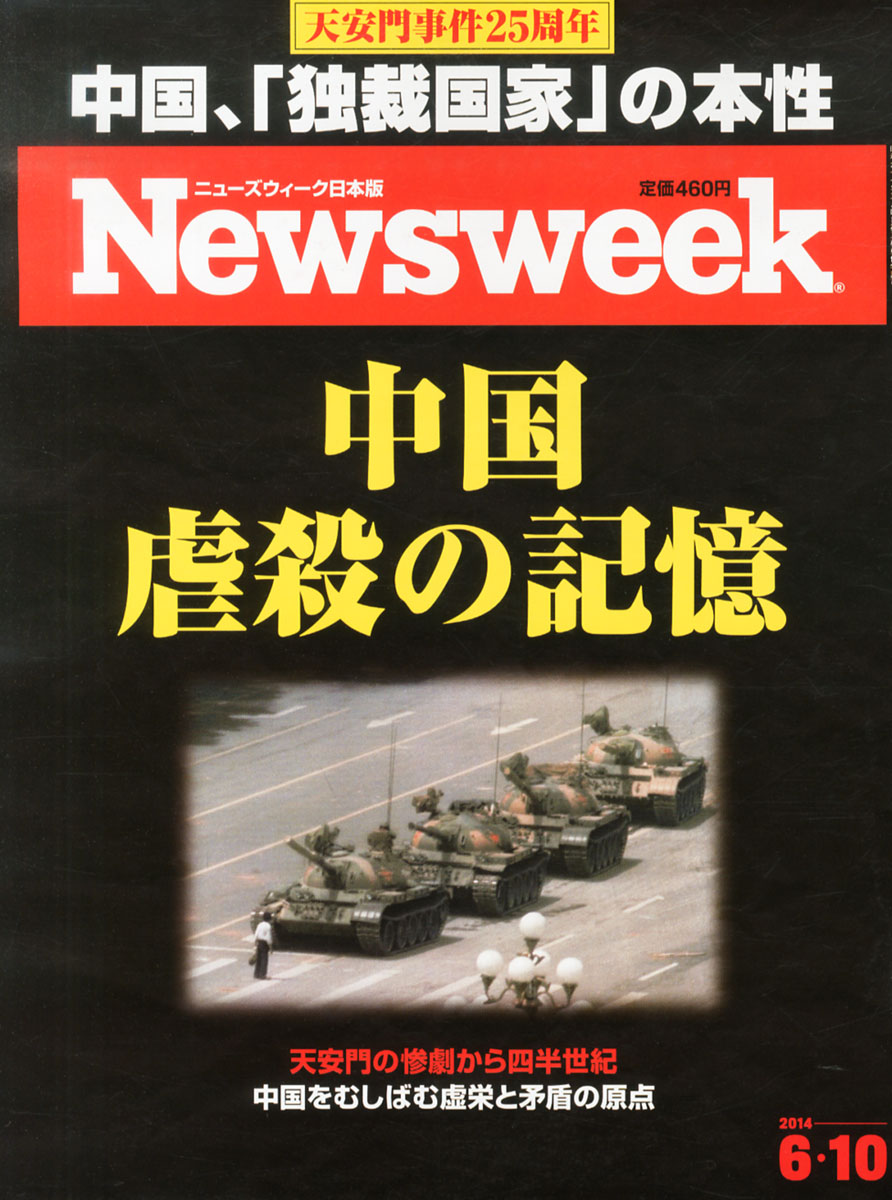 天安門事件25周年
中国、「独裁国家」の本性
ニューズウィーク日本版
定価460円
Newsweek®
中国
虐殺の記憶
天安門の惨劇から四半世紀
中国をむしばむ虚栄と矛盾の原点
2014
6・10